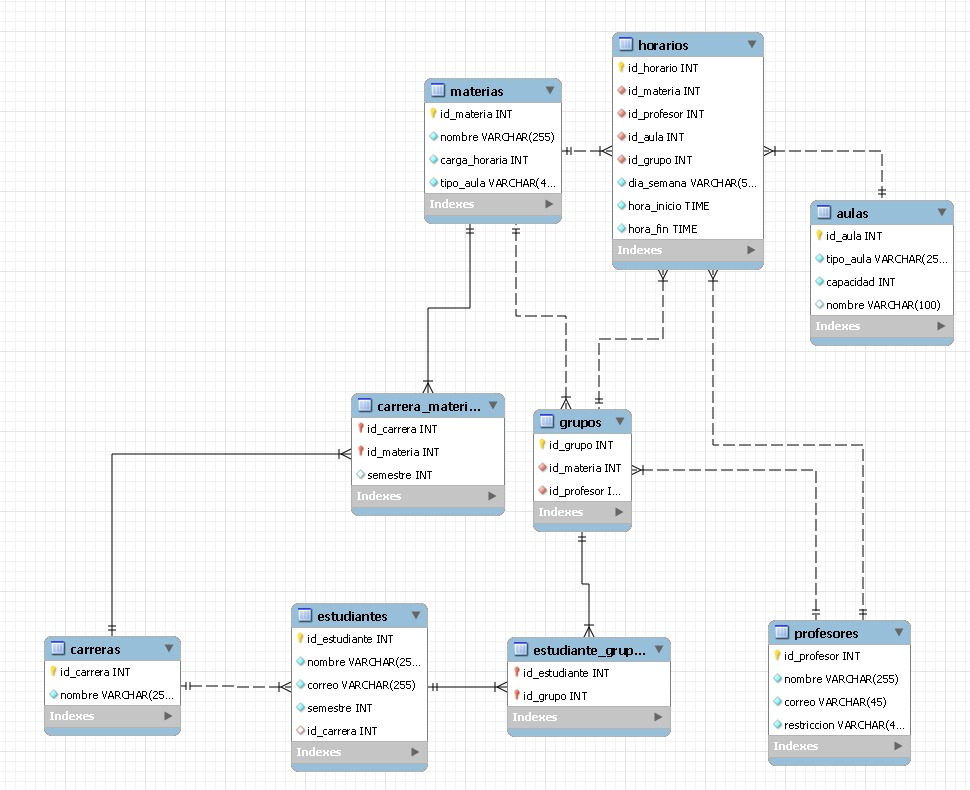 horarios
id_horario INT
id_materia INT
id_profesor INT
id_aula INT
id_grupo INT
dia_semana VARCHAR(5...
hora_inicio TIME
hora_fin TIME
Indexes
materias
id_materia INT
nombre VARCHAR(255)
carga_horaria INT
tipo_aula VARCHAR(4...
Indexes
aulas
id_aula INT
tipo_aula VARCHAR(25...
capacidad INT
nombre VARCHAR(100)
Indexes
carrera_materi...
id_carrera INT
id_materia INT
semestre INT
Indexes
grupos
id_grupo INT
id_materia INT
id_profesor I...
Indexes
carreras
id_carrera INT
nombre VARCHAR(25...
Indexes
estudiantes
id_estudiante INT
nombre VARCHAR(25...
correo VARCHAR(255)
semestre INT
id_carrera INT
Indexes
estudiante_grup...
id_estudiante INT
id_grupo INT
Indexes
profesores
id_profesor INT
nombre VARCHAR(255)
correo VARCHAR(45)
restriccion VARCHAR(4...
Indexes